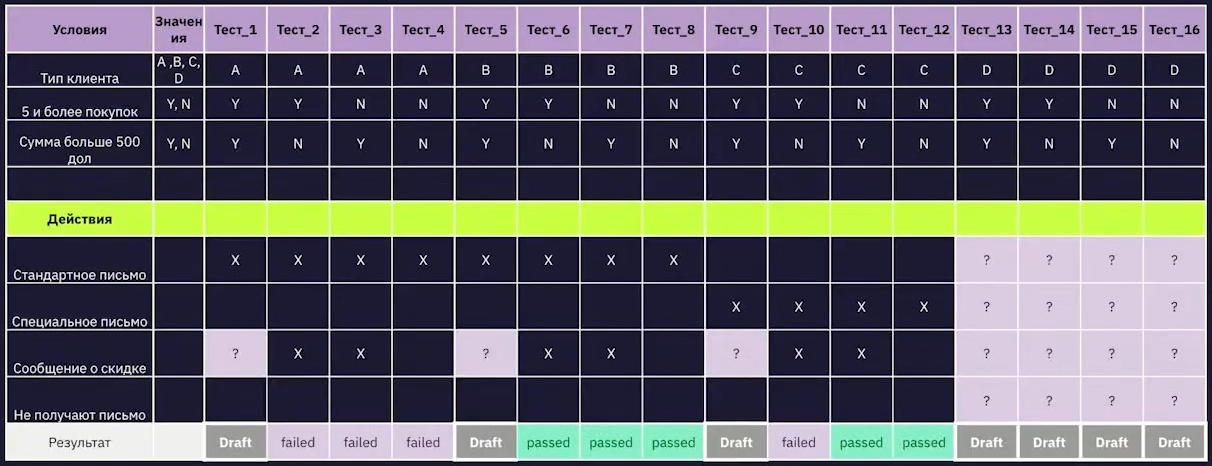 Условия Значения Тест_1 Тест_2 Тест_3 Тест_4 Тест_5 Тест_6 Тест_7 Тест_8 Тест_9 Тест_10 Тест_11 Тест_12 Тест_13 Тест_14 Тест_15 Тест_16
Тип клиента A ,B, C, D A A A A B B B B C C C C D D D D
5 и более покупок Y, N Y Y N N Y Y N N Y Y N N Y Y N N
Сумма больше 500 дол Y, N Y N Y N Y N Y N Y N Y N Y N Y N
Действия
Стандартное письмо X X X X X X X X ? ? ? ?
Специальное письмо X X X X ? ? ? ?
Сообщение о скидке ? X X ? X X ? X X ? ? ? ?
Не получают письмо ? ? ? ?
Результат Draft failed failed failed Draft passed passed passed Draft failed passed passed Draft Draft Draft Draft